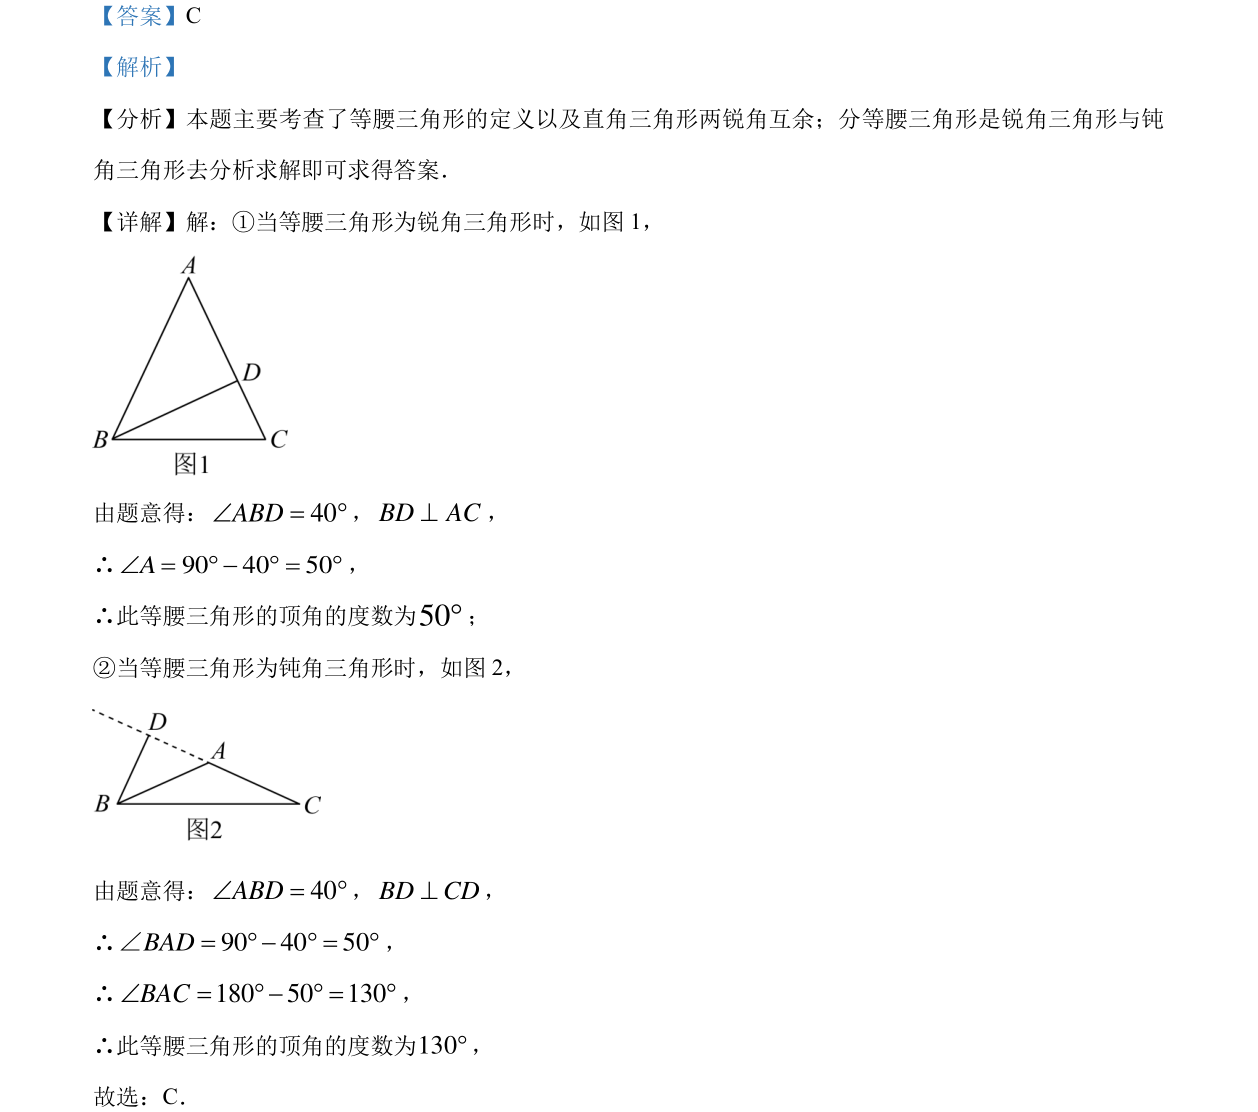 【答案】C
【解析】
【分析】本题主要考查了等腰三角形的定义以及直角三角形两锐角互余；分等腰三角形是锐角三角形与钝
角三角形去分析求解即可求得答案．
【详解】解：①当等腰三角形为锐角三角形时，如图 1，
A
D
B
C
图1
由题意得：∠ABD = 40°，BD ⊥ AC，
∴∠A = 90° − 40° = 50°，
∴此等腰三角形的顶角的度数为50°；
②当等腰三角形为钝角三角形时，如图 2，
D
A
B
C
图2
由题意得：∠ABD = 40°，BD ⊥ CD，
∴∠BAD = 90° − 40° = 50°，
∴∠BAC = 180° − 50° = 130°，
∴此等腰三角形的顶角的度数为130°，
故选：C．